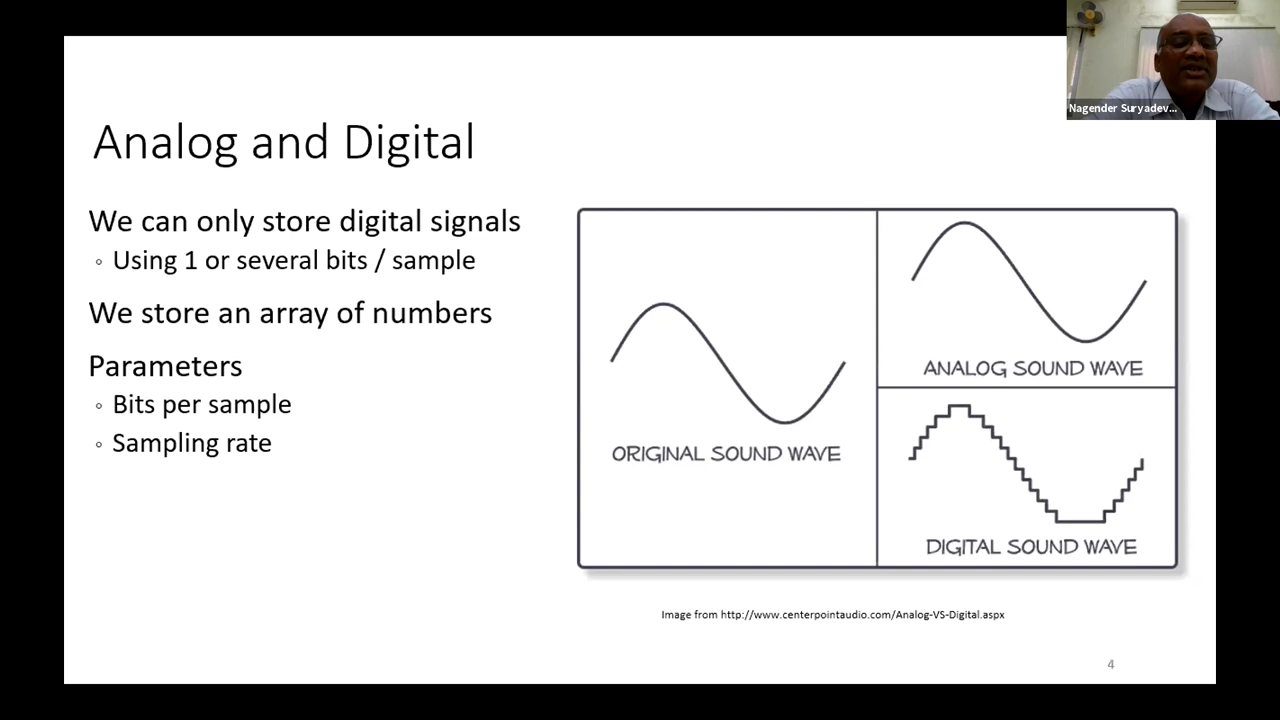 Nagender Suryadev...
Analog and Digital
We can only store digital signals
◦ Using 1 or several bits / sample
We store an array of numbers
Parameters
◦ Bits per sample
◦ Sampling rate
ORIGINAL SOUND WAVE
ANALOG SOUND WAVE
DIGITAL SOUND WAVE
Image from http://www.centerpointaudio.com/Analog-VS-Digital.aspx
4